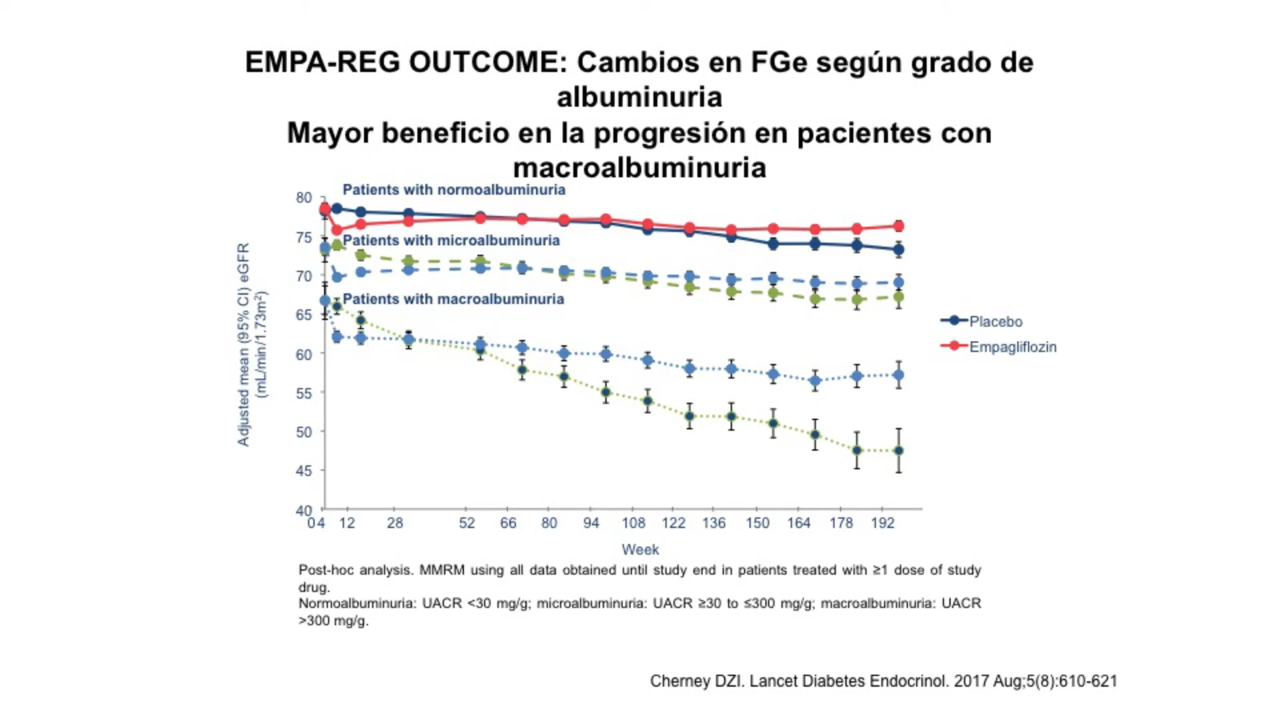 EMPA-REG OUTCOME: Cambios en FGe según grado de
albuminuria
Mayor beneficio en la progresión en pacientes con
macroalbuminuria
Patients with normoalbuminuria
Patients with microalbuminuria
Patients with macroalbuminuria
80
75
70
65
60
55
50
45
40
Adjusted mean (95% CI) eGFR
(mL/min/1.73m²)
0 4 12 28 52 66 80 94 108 122 136 150 164 178 192
Week
Placebo
Empagliflozin
Post-hoc analysis. MMRM using all data obtained until study end in patients treated with ≥1 dose of study
drug.
Normoalbuminuria: UACR <30 mg/g; microalbuminuria: UACR ≥30 to ≤300 mg/g; macroalbuminuria: UACR
>300 mg/g.
Cherney DZI. Lancet Diabetes Endocrinol. 2017 Aug;5(8):610-621